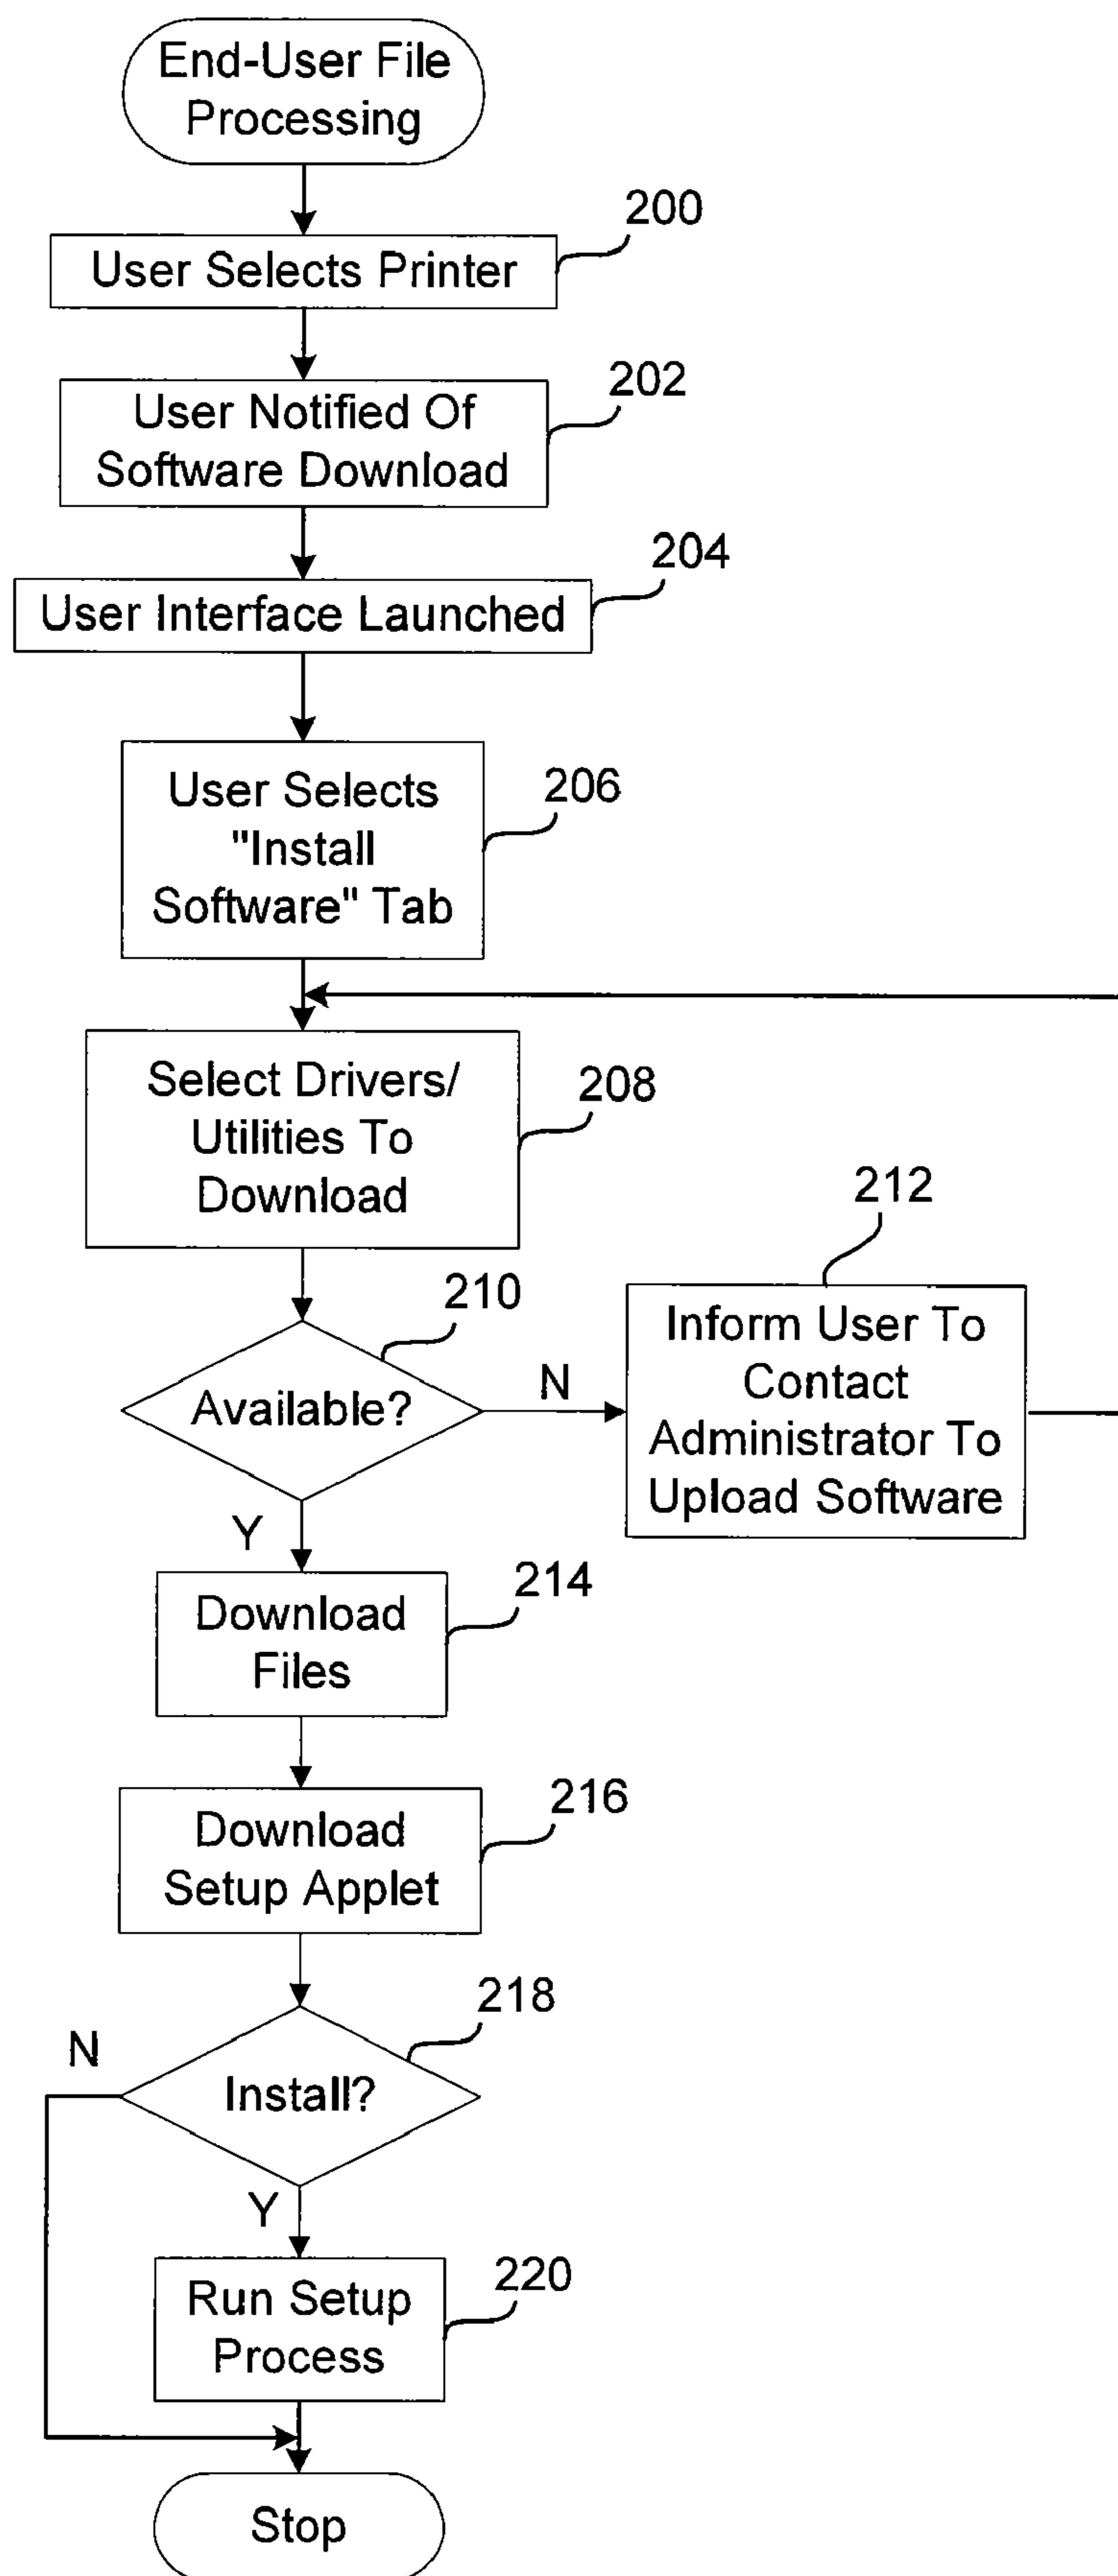 End-User File
Processing
200
User Selects Printer
202
User Notified Of
Software Download
204
User Interface Launched
206
User Selects
"Install
Software" Tab
208
Select Drivers/
Utilities To
Download
210
Available?
N
212
Inform User To
Contact
Administrator To
Upload Software
Y
214
Download
Files
216
Download
Setup Applet
218
N
Install?
Y
220
Run Setup
Process
Stop